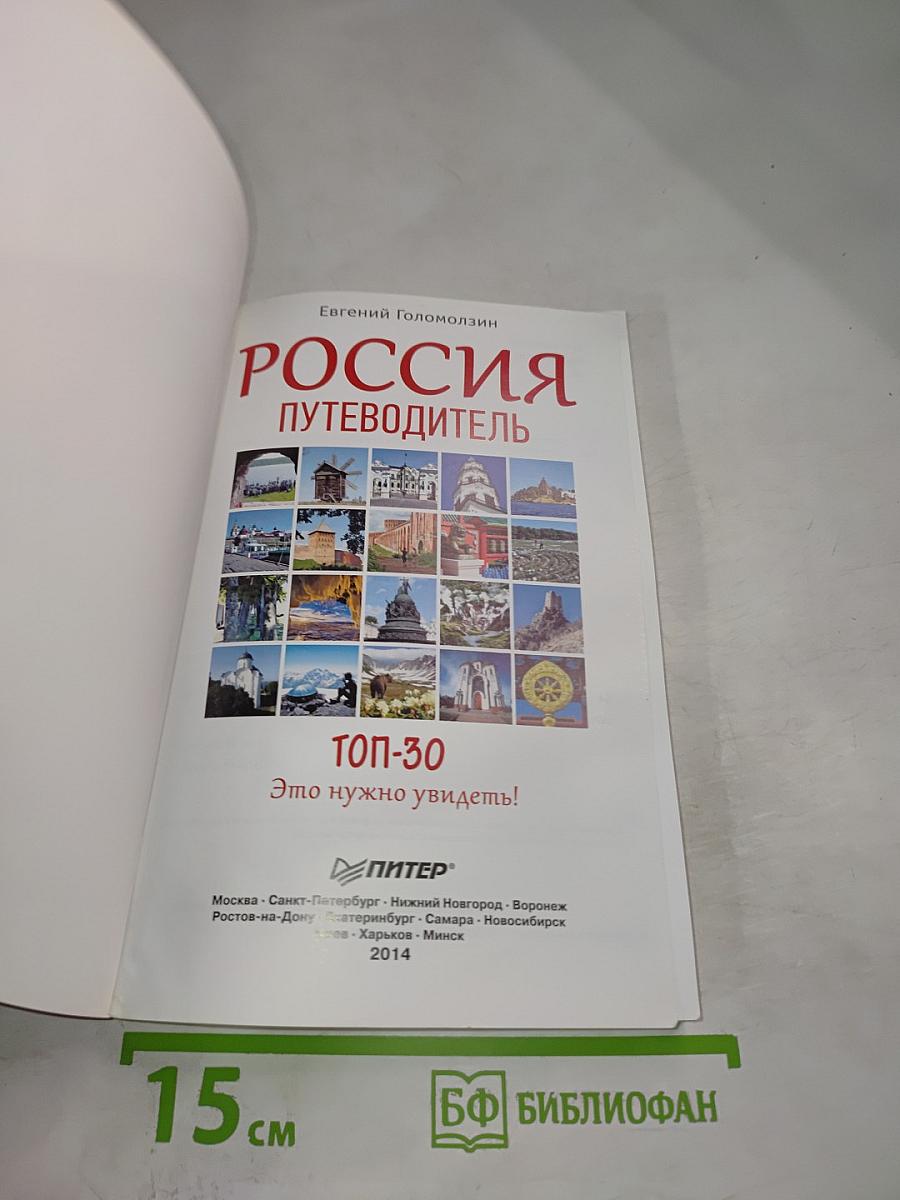 Евгений Голомолзин
РОССИЯ
ПУТЕВОДИТЕЛЬ
ТОП-30
Это нужно увидеть!
ПИТЕР®
Москва · Санкт-Петербург · Нижний Новгород · Воронеж
Ростов-на-Дону · Екатеринбург · Самара · Новосибирск
Харьков · Минск
2014
15 см
БФ БИБЛИОФАН